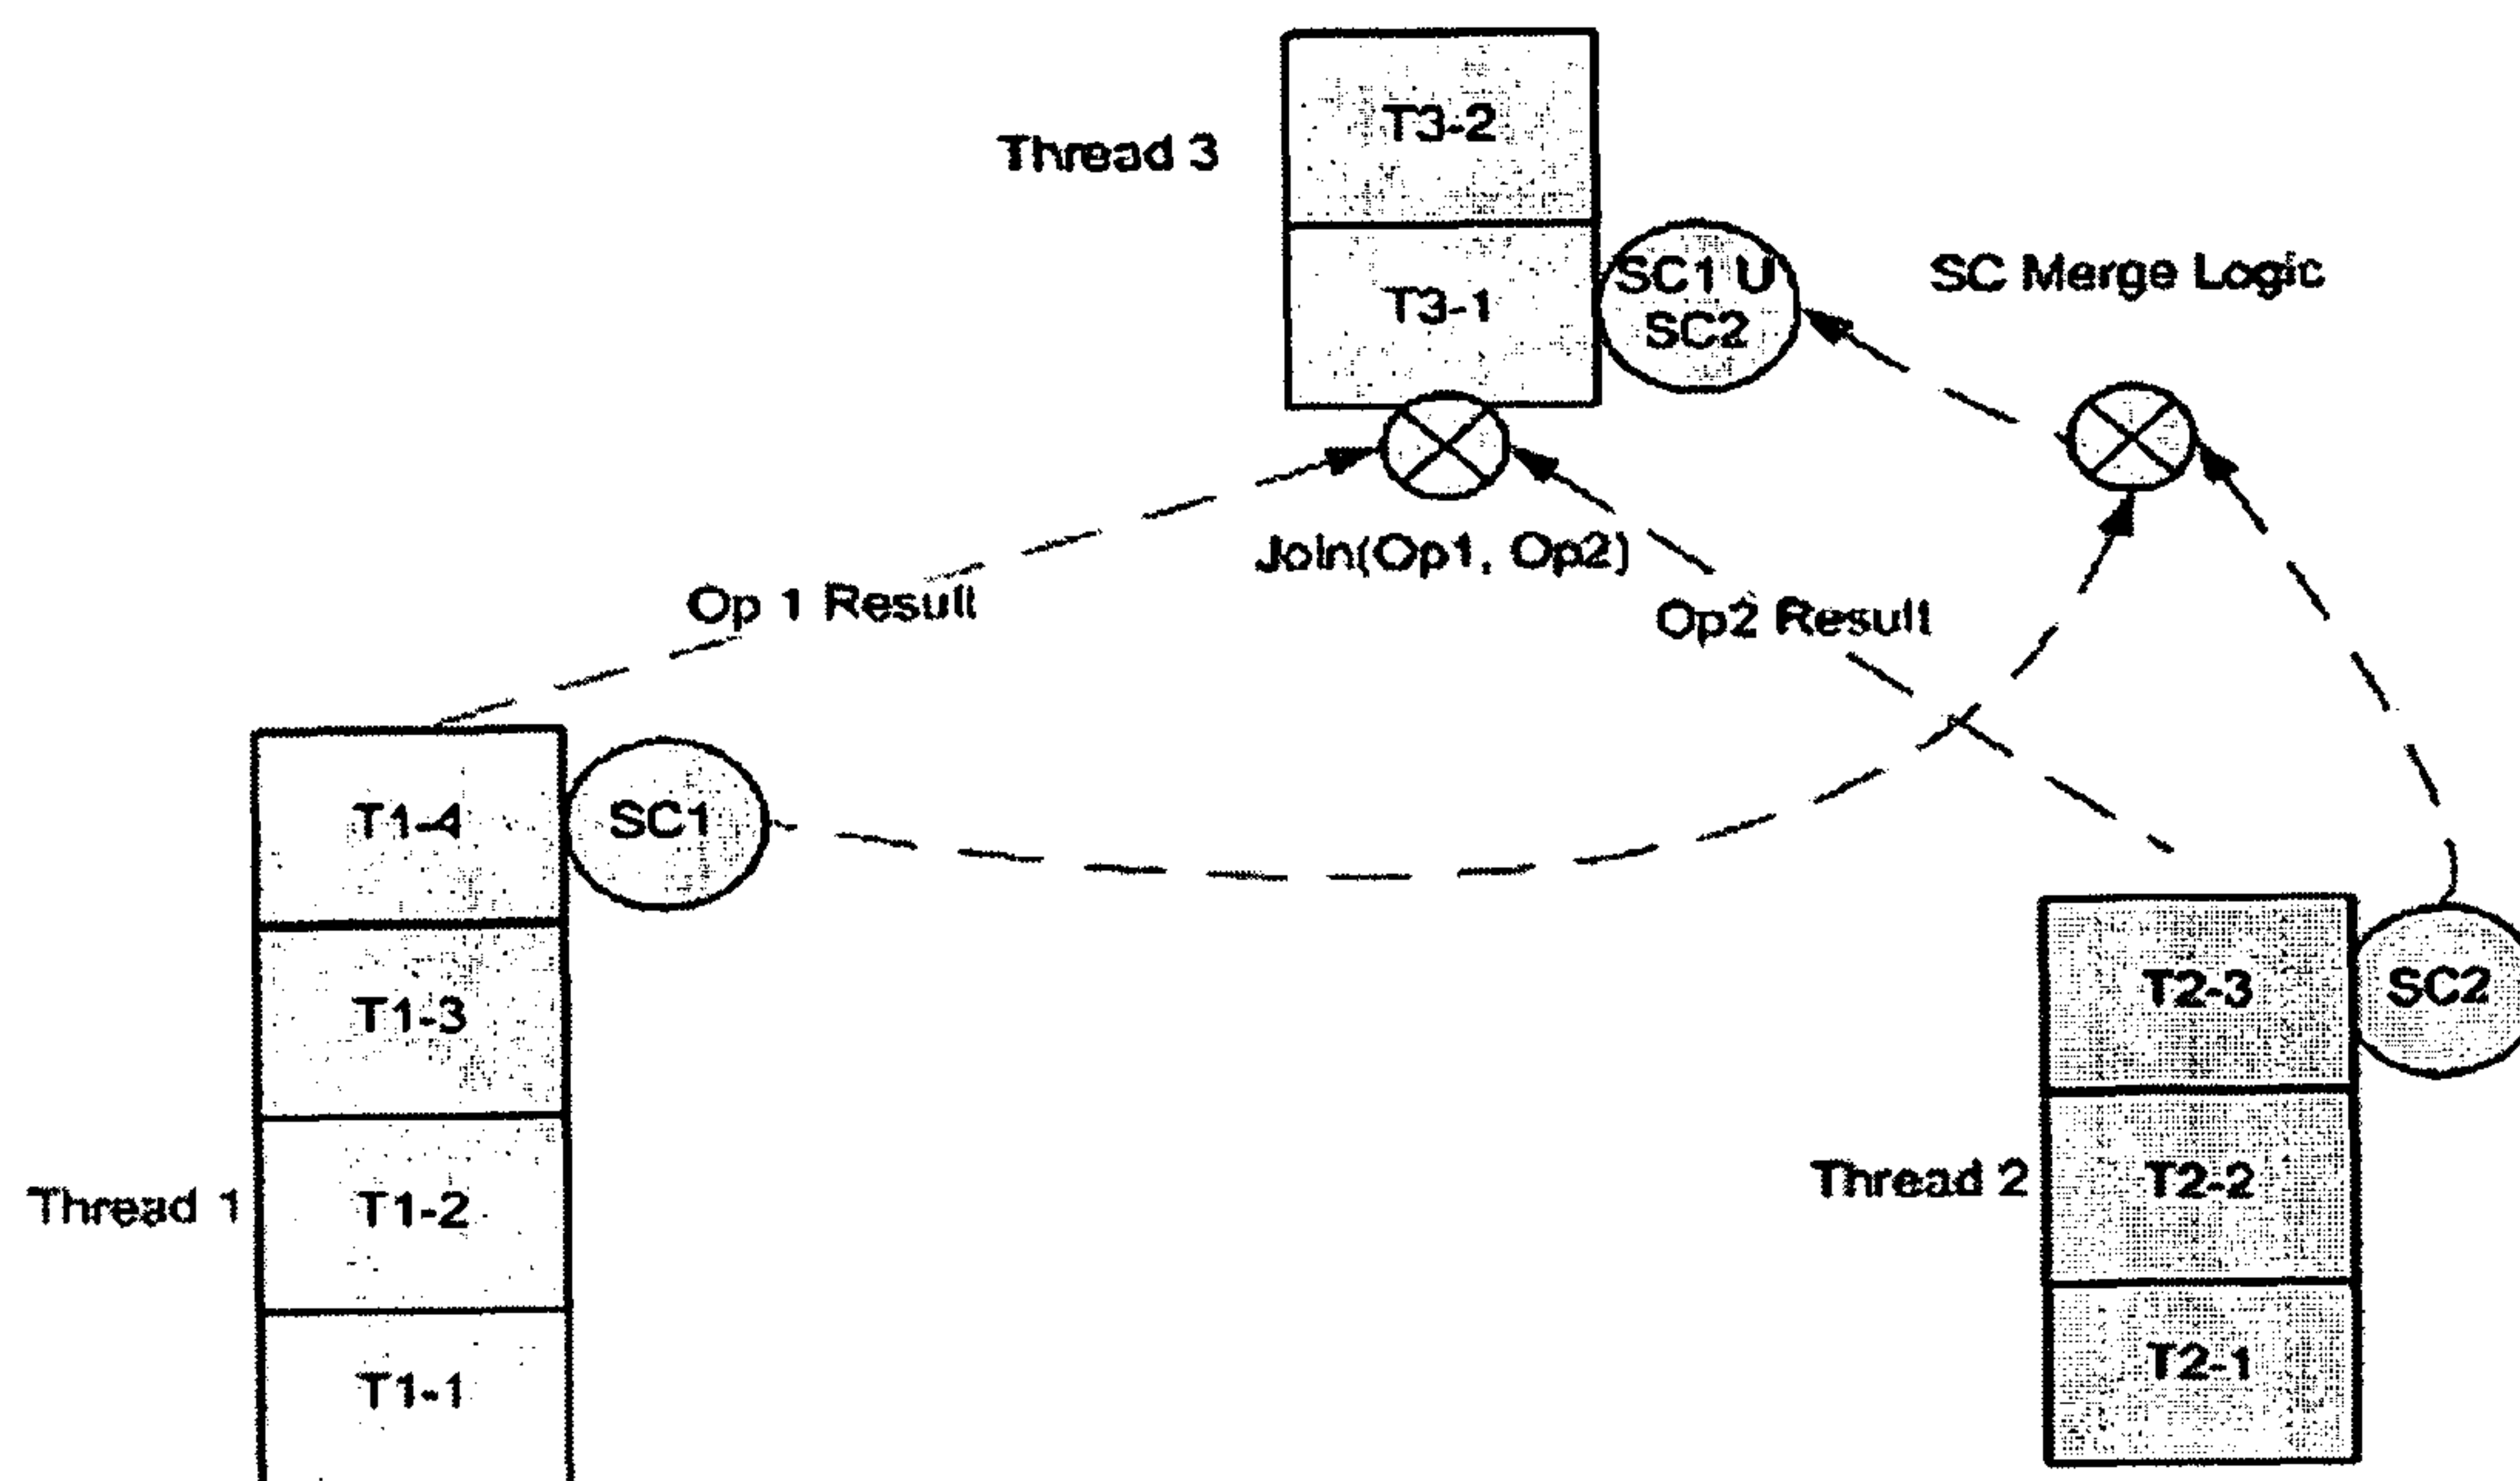 T3-2
Thread 3
T3-1
SC1 U
SC2
SC Merge Logic
Join(Op1, Op2)
Op 1 Result
Op2 Result
T1-4
SC1
T1-3
T2-3
SC2
Thread 1
T1-2
Thread 2
T2-2
T1-1
T2-1